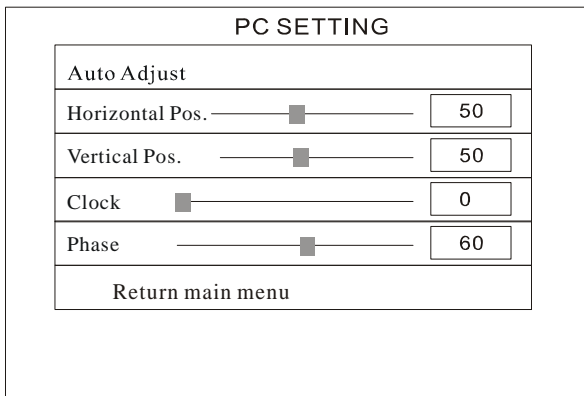 PC SETTING
Auto Adjust
Horizontal Pos. 50
Vertical Pos. 50
Clock 0
Phase 60
Return main menu